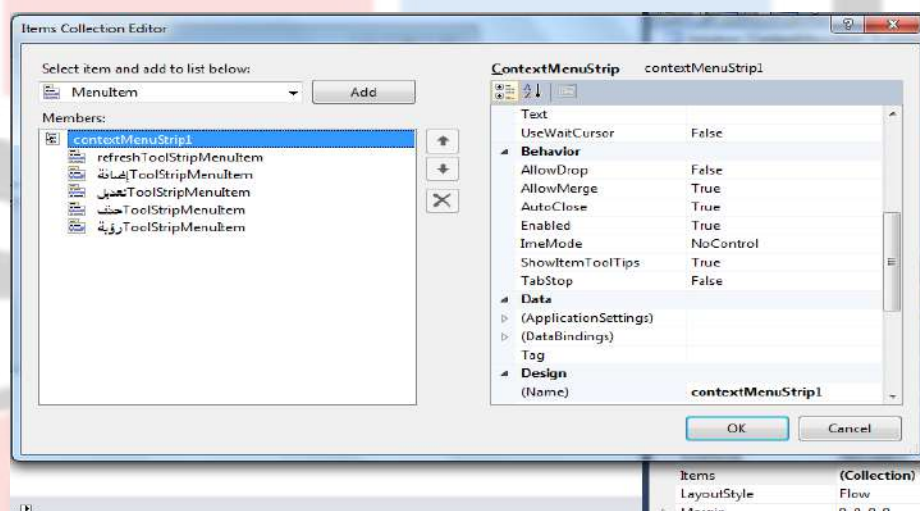 Items Collection Editor
Select item and add to list below:
MenuItem
Add
Members:
contextMenuStrip1
refreshToolStripMenuItem
إضافةToolStripMenuItem
تعديلToolStripMenuItem
حذفToolStripMenuItem
رؤيةToolStripMenuItem
ContextMenuStrip contextMenuStrip1
Text
UseWaitCursor False
Behavior
AllowDrop False
AllowMerge True
AutoClose True
Enabled True
ImeMode NoControl
ShowItemToolTips True
TabStop False
Data
(ApplicationSettings)
(DataBindings)
Tag
Design
(Name) contextMenuStrip1
OK
Cancel
Items (Collection)
LayoutStyle Flow